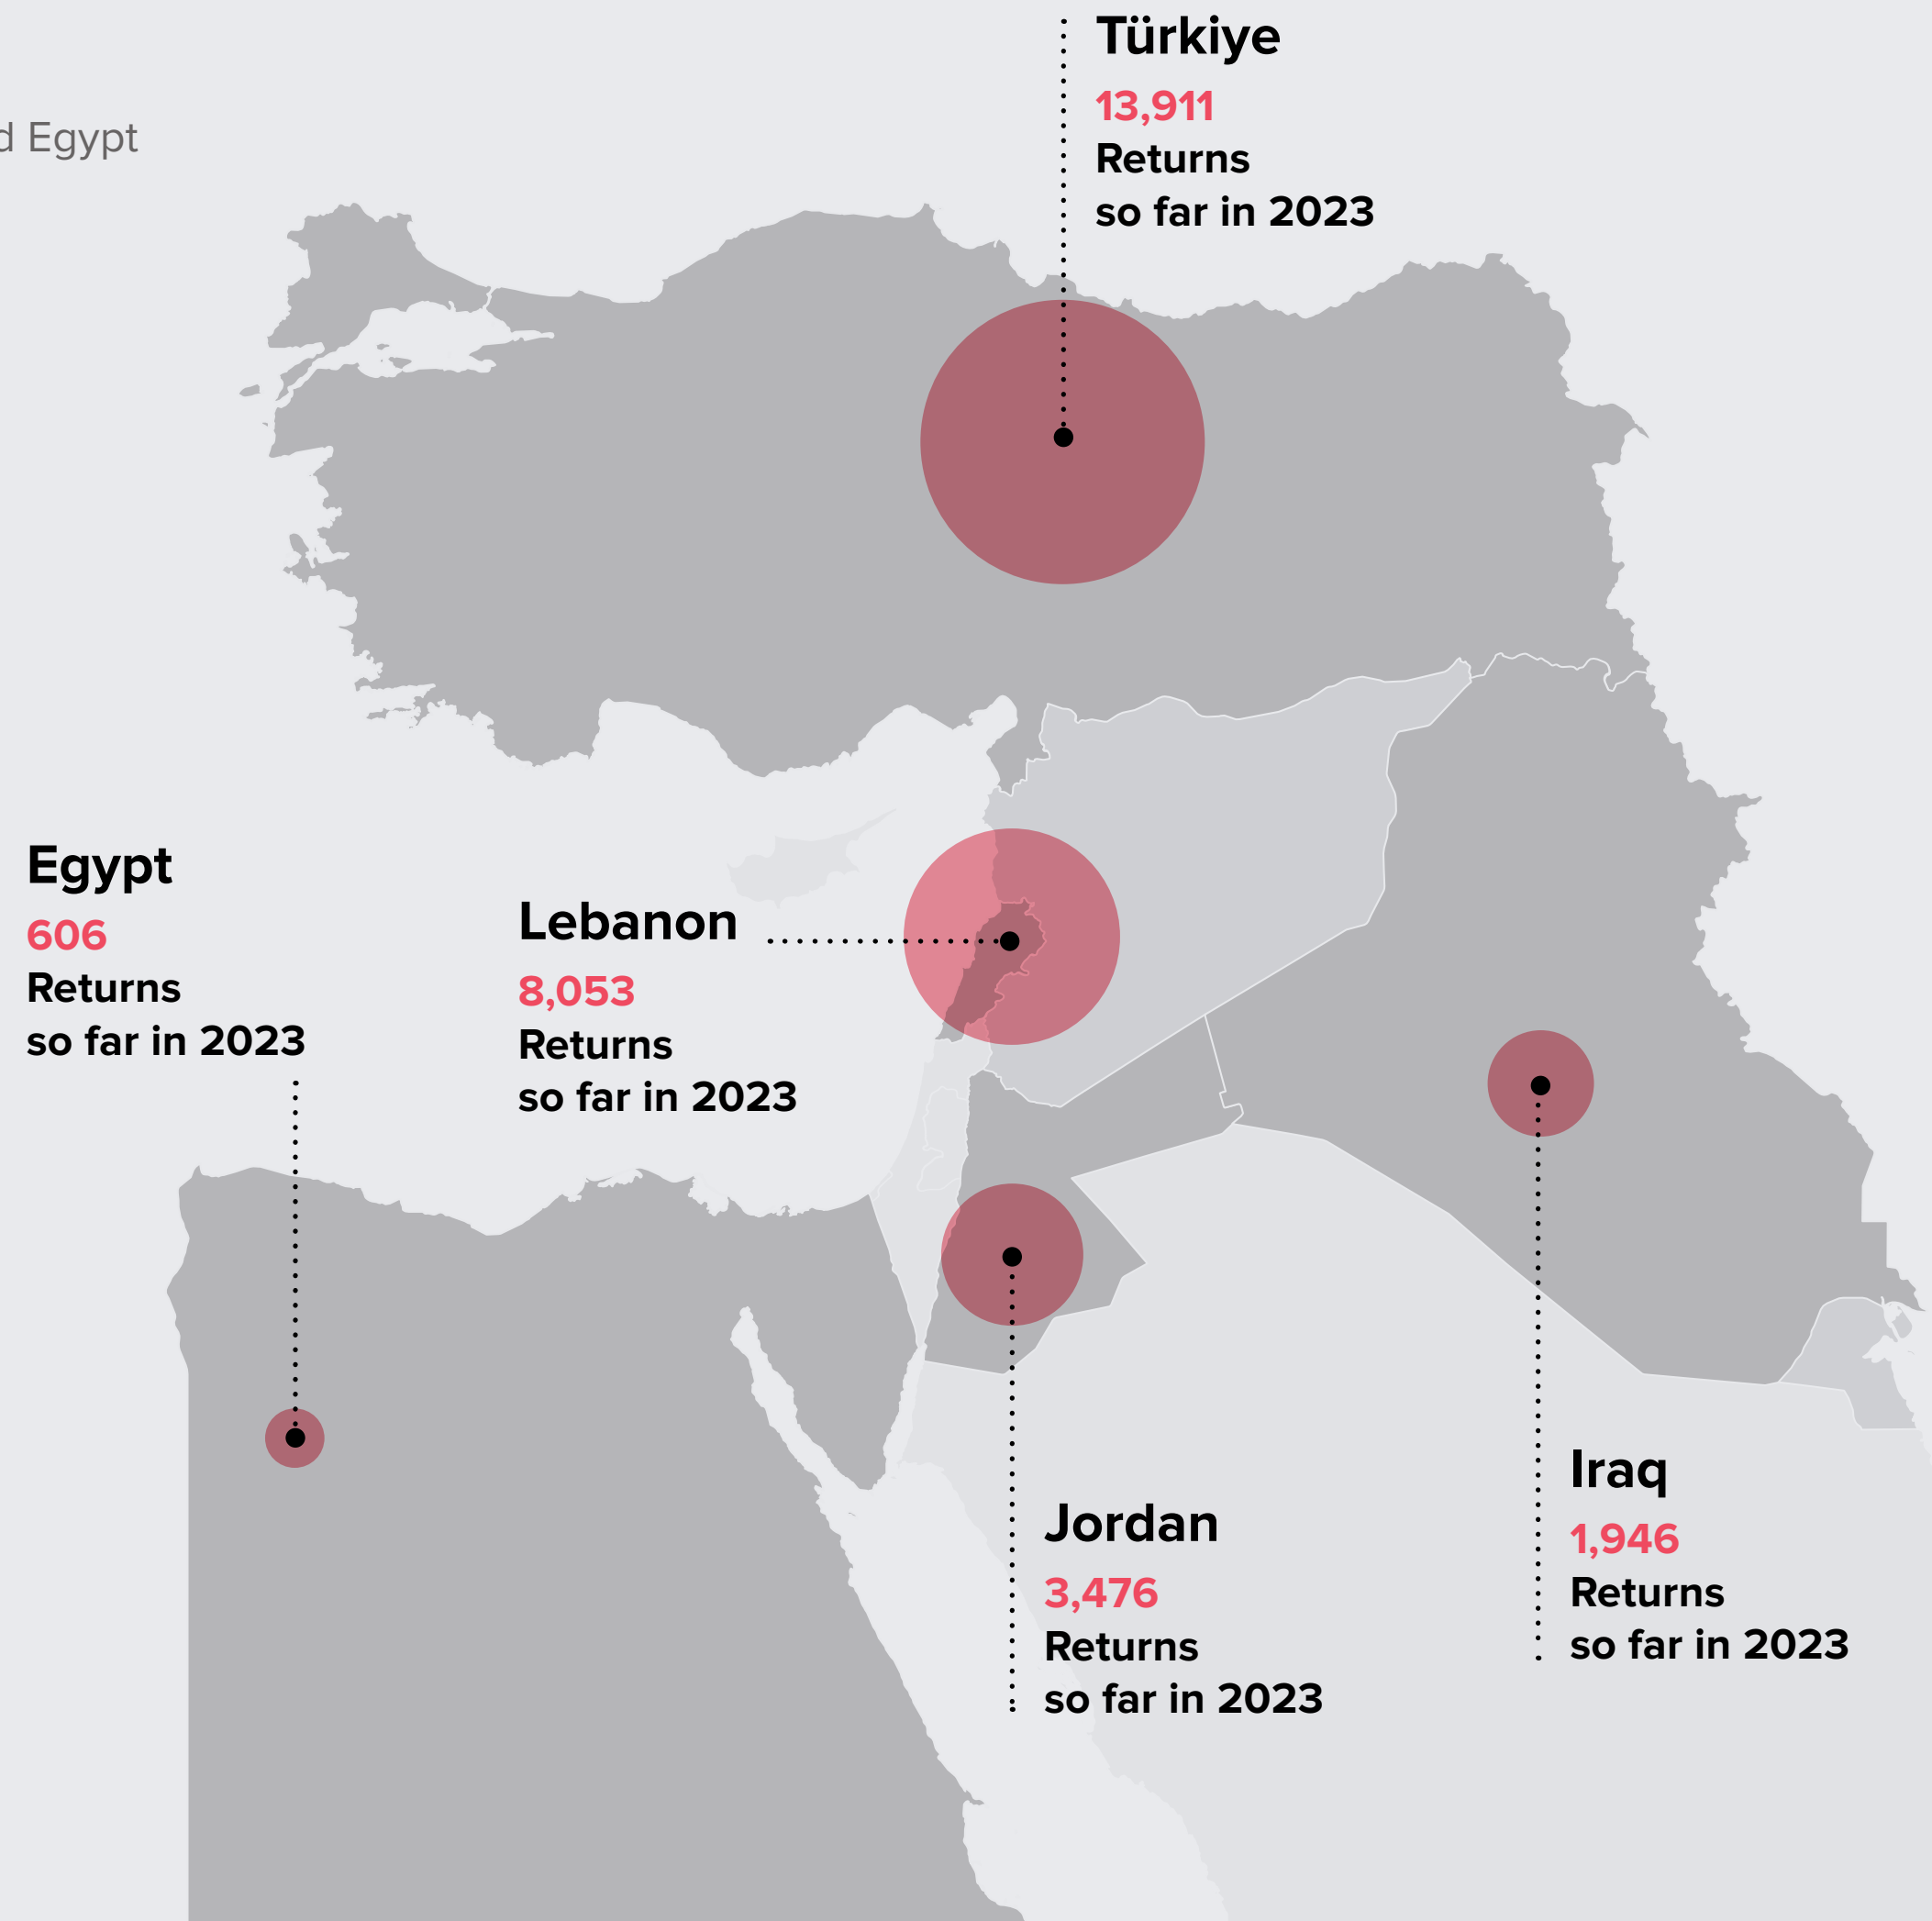 Türkiye
13,911
Returns
so far in 2023
Egypt
Egypt
606
Returns
so far in 2023
Lebanon
8,053
Returns
so far in 2023
Iraq
1,946
Returns
so far in 2023
Jordan
3,476
Returns
so far in 2023